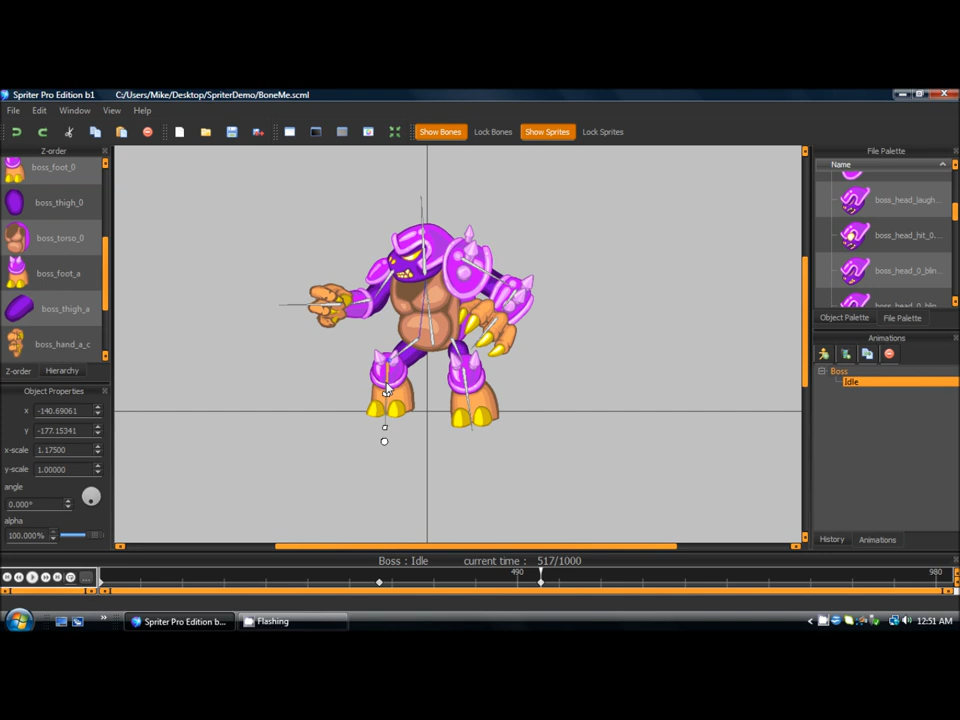 Spriter Pro Edition b1 C:/Users/Mike/Desktop/SpriterDemo/BoneMe.scml
File Edit Window View Help
Show Bones Lock Bones Show Sprites Lock Sprites
Z-order
boss_foot_0
boss_thigh_0
boss_torso_0
boss_foot_a
boss_thigh_a
boss_hand_a_c
Z-order Hierarchy
Object Properties
x -140.69061
y -177.15341
x-scale 1.17500
y-scale 1.00000
angle
0.000°
alpha
100.000%
File Palette
Name
boss_head_laugh...
boss_head_hit_0...
boss_head_0_blin...
boss_head_0_blin...
Object Palette File Palette
Animations
Boss
Idle
History Animations
Boss : Idle current time : 517/1000
490 980
...
Spriter Pro Edition b... Flashing 12:51 AM